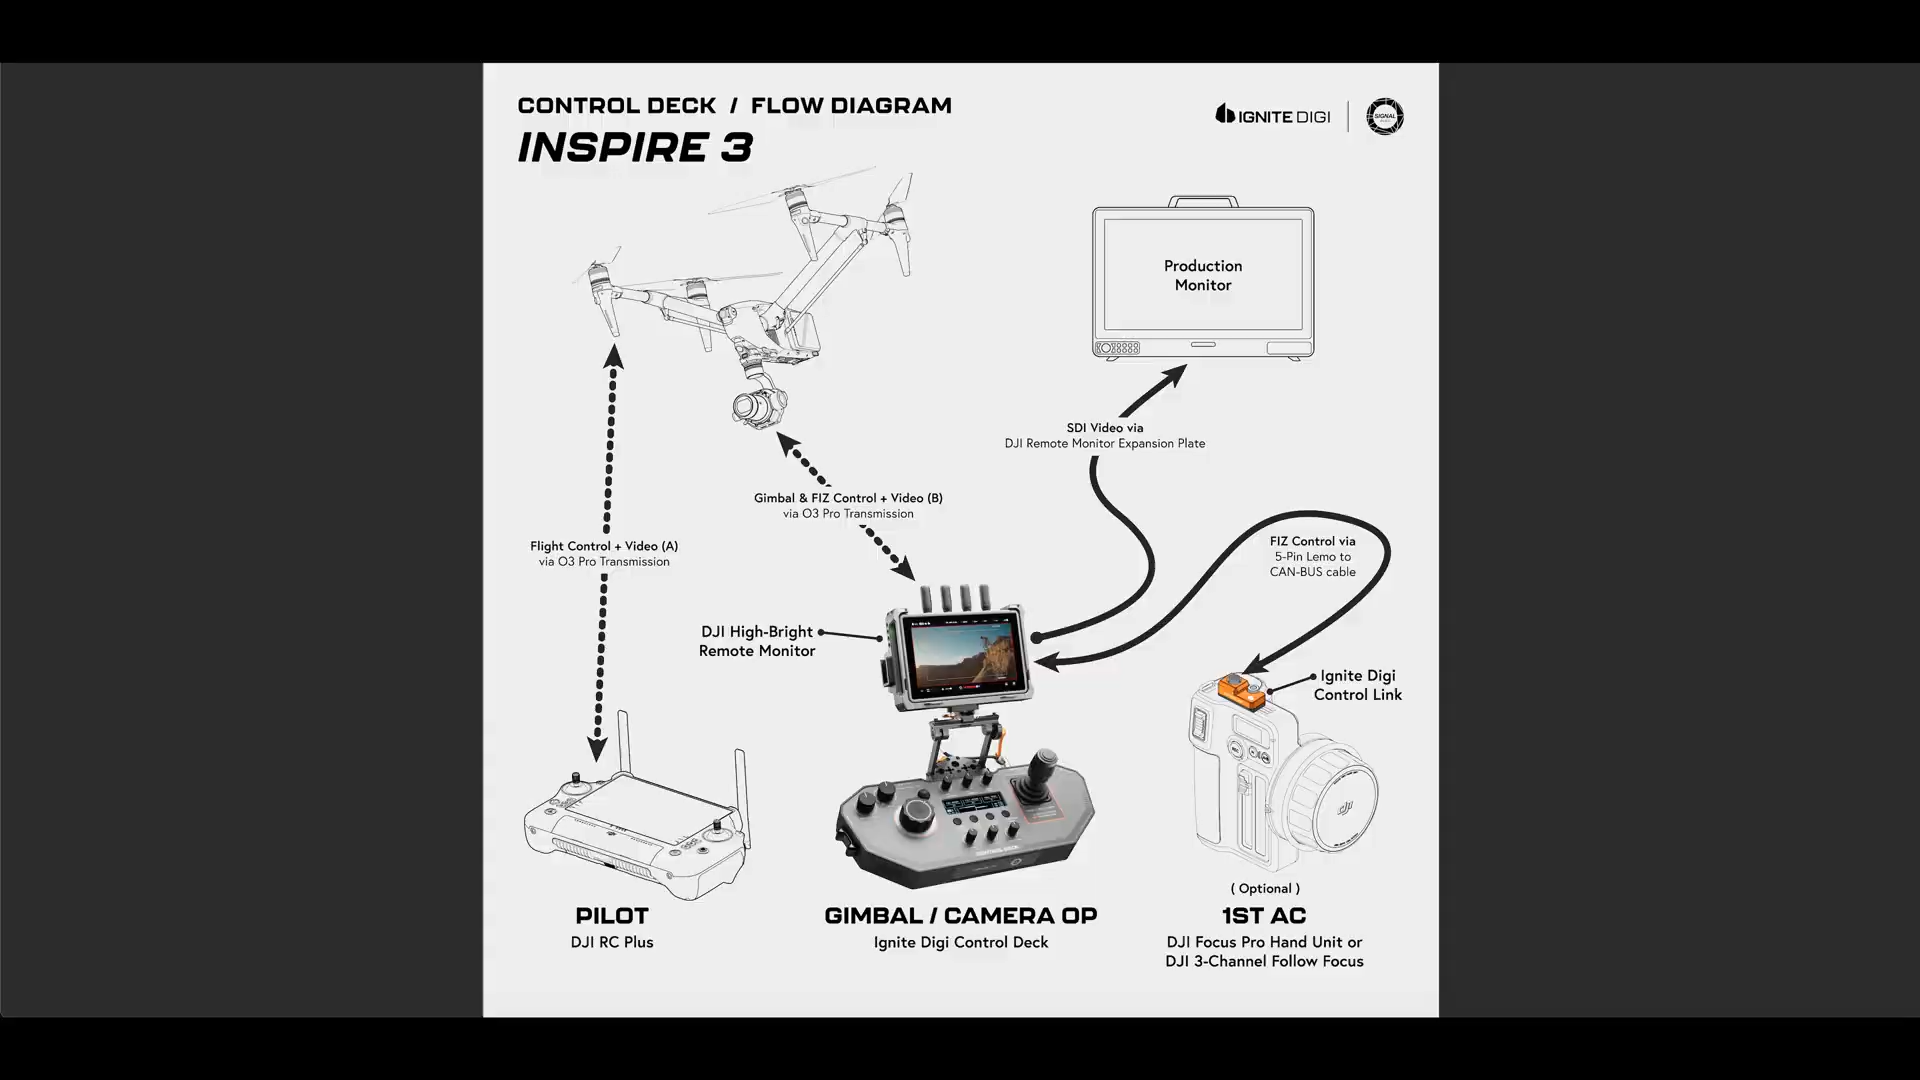 CONTROL DECK / FLOW DIAGRAM
INSPIRE 3
IGNITE DIGI
SIGNAL
Production
Monitor
SDI Video via
DJI Remote Monitor Expansion Plate
Gimbal & FIZ Control + Video (B)
via O3 Pro Transmission
Flight Control + Video (A)
via O3 Pro Transmission
FIZ Control via
5-Pin Lemo to
CAN-BUS cable
DJI High-Bright
Remote Monitor
Ignite Digi
Control Link
CONTROL DECK
( Optional )
PILOT
DJI RC Plus
GIMBAL / CAMERA OP
Ignite Digi Control Deck
1ST AC
DJI Focus Pro Hand Unit or
DJI 3-Channel Follow Focus